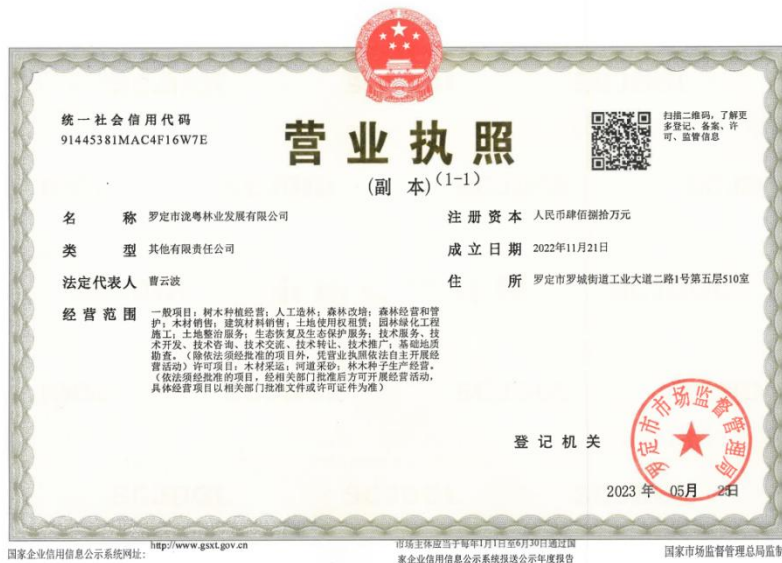 统一社会信用代码
91445381MAC4F16W7E
营业执照
(副 本)(1-1)
扫描二维码，了解更
多登记、备案、许
可、监管信息
名 称 罗定市泷粤林业发展有限公司
类 型 其他有限责任公司
法定代表人 曹云波
经营范围 一般项目：树木种植经营；人工造林；森林改培；森林经营和管
护；木材销售；建筑材料销售；土地使用权租赁；园林绿化工程
施工；土地整治服务；生态恢复及生态保护服务；技术服务、技
术开发、技术咨询、技术交流、技术转让、技术推广；基础地质
勘查。（除依法须经批准的项目外，凭营业执照依法自主开展经
营活动）许可项目：木材采运；河道采砂；林木种子生产经营。
（依法须经批准的项目，经相关部门批准后方可开展经营活动，
具体经营项目以相关部门批准文件或许可证件为准）
注册资本 人民币肆佰捌拾万元
成立日期 2022年11月21日
住 所 罗定市罗城街道工业大道二路1号第五层510室
登记机关
罗定市市场监督管理局
2023 年 05月 25日
国家企业信用信息公示系统网址：
http://www.gsxt.gov.cn
市场主体应当于每年1月1日至6月30日通过国
家企业信用信息公示系统报送公示年度报告
国家市场监督管理总局监制